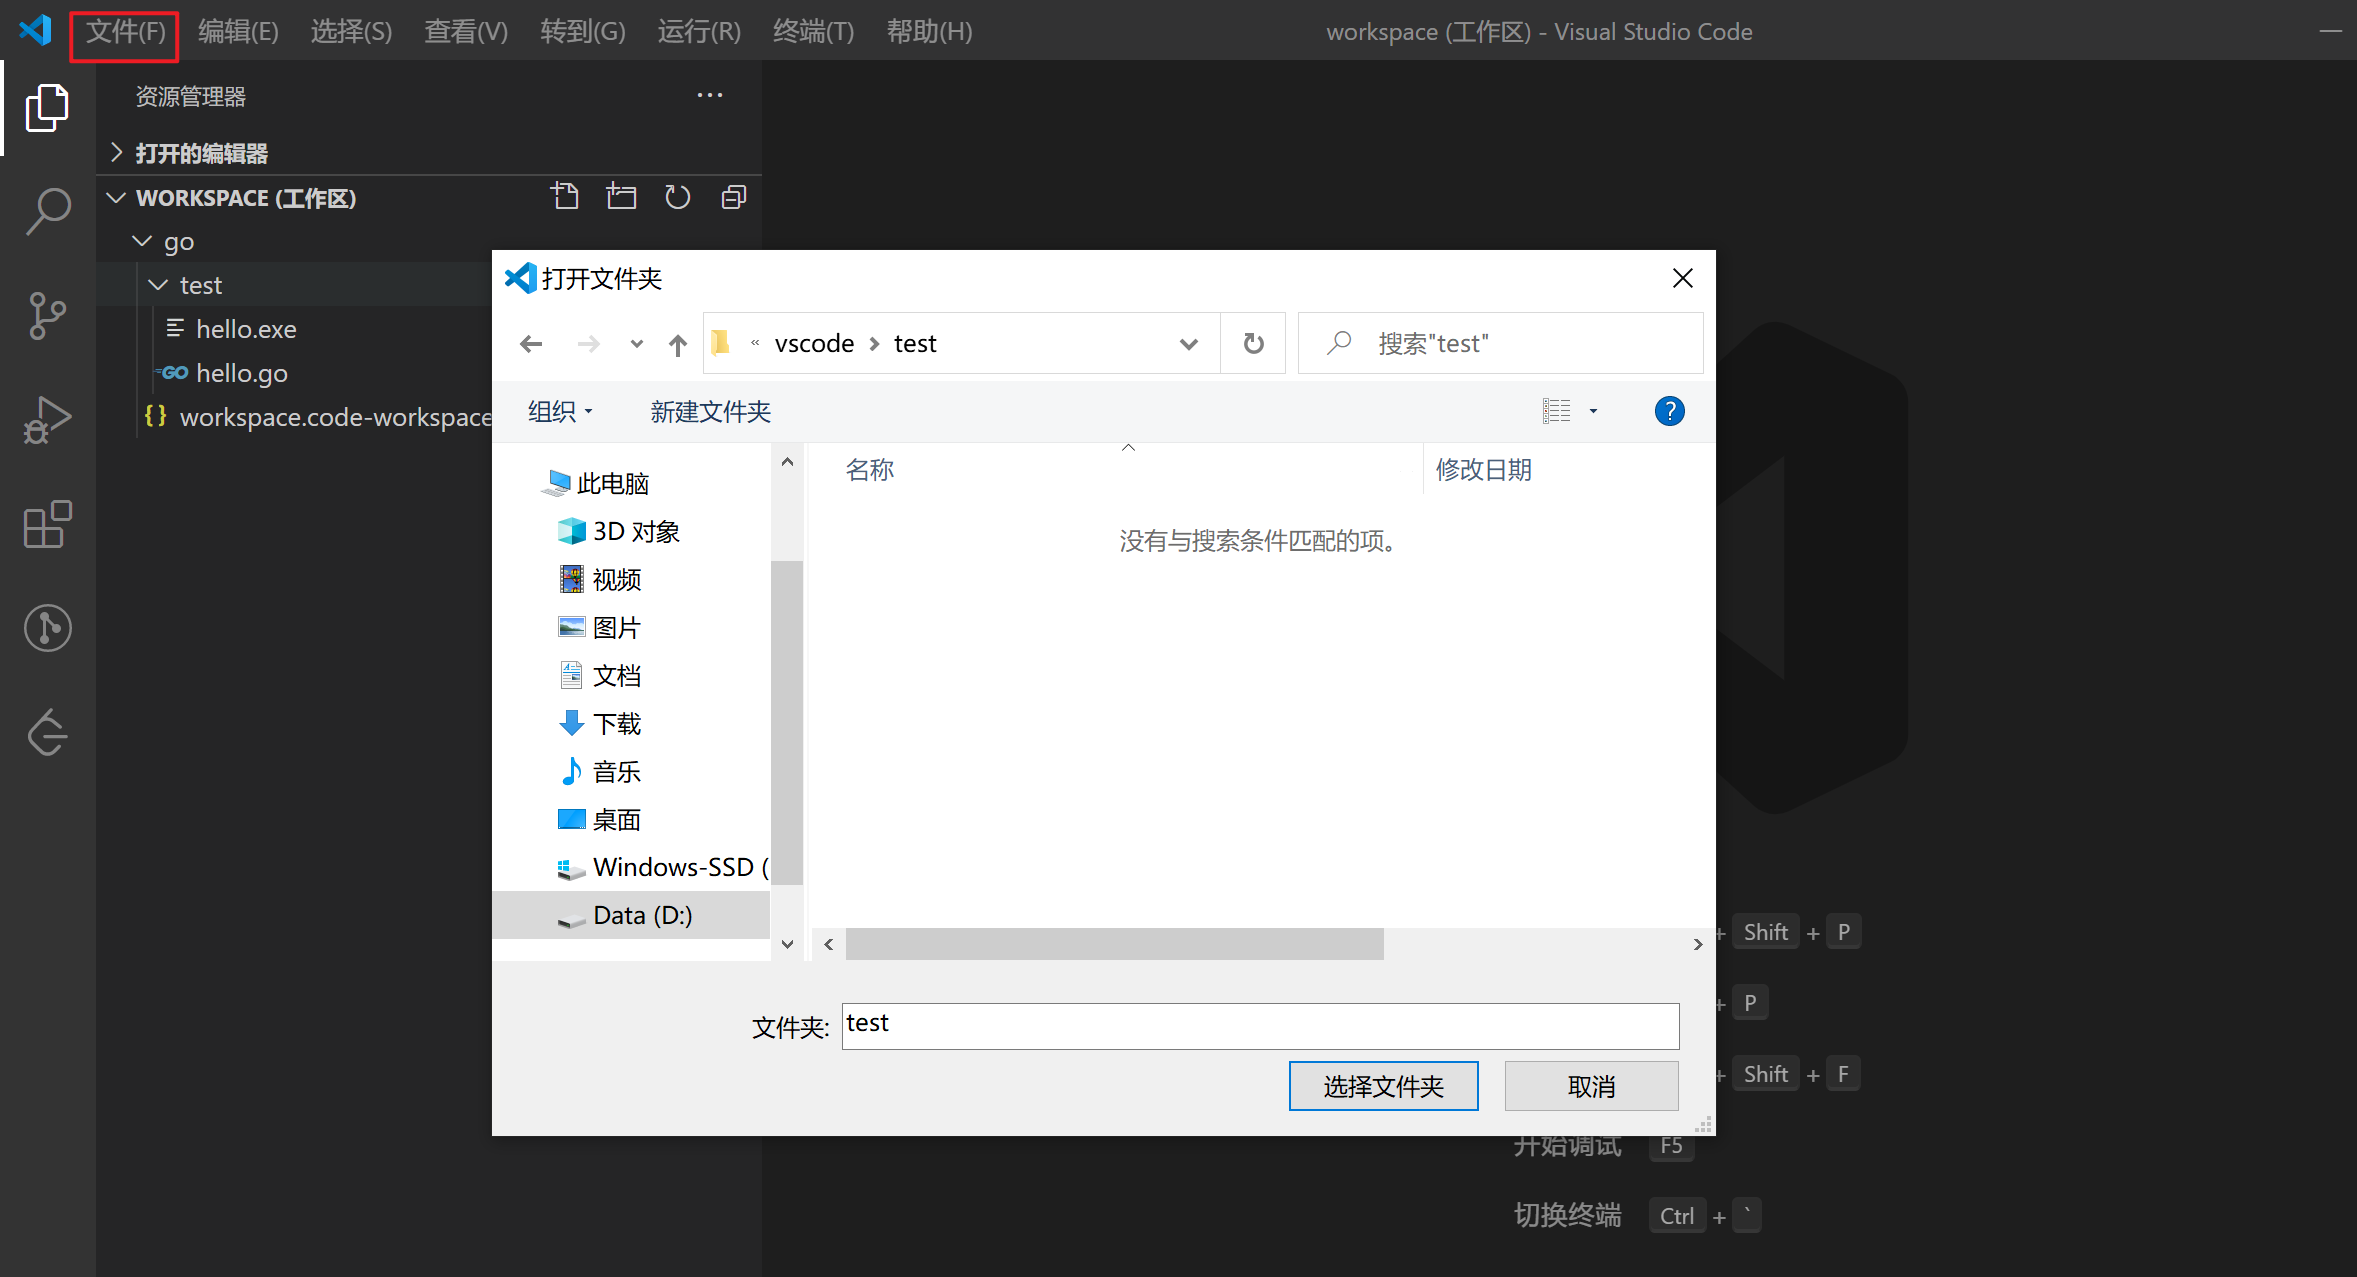 文件(F) 编辑(E) 选择(S) 查看(V) 转到(G) 运行(R) 终端(T) 帮助(H) workspace (工作区) - Visual Studio Code
资源管理器
打开的编辑器
WORKSPACE (工作区)
go
test
hello.exe
GO hello.go
{} workspace.code-workspace
打开文件夹
« vscode > test
搜索"test"
组织 新建文件夹 ?
名称 修改日期
没有与搜索条件匹配的项。
此电脑
3D 对象
视频
图片
文档
下载
音乐
桌面
Windows-SSD (
Data (D:)
文件夹: test
选择文件夹 取消
+ Shift + P
+ P
+ Shift + F
开始调试 F5
切换终端 Ctrl + `